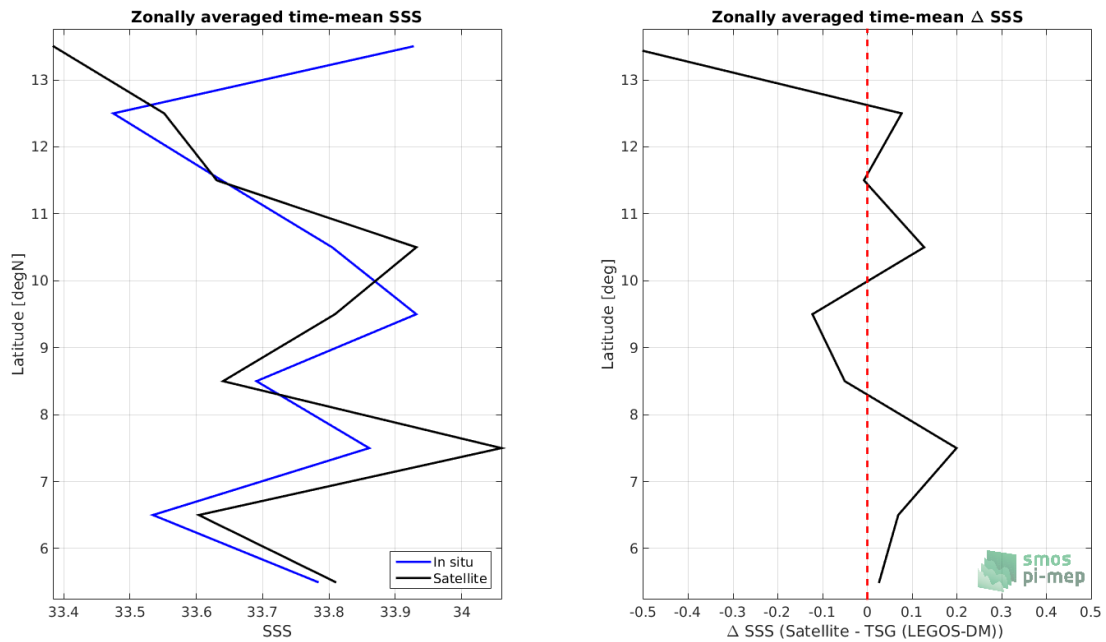 Zonally averaged time-mean SSS
13
12
11
10
9
8
7
6
Latitude [degN]
33.4 33.5 33.6 33.7 33.8 33.9 34
SSS
In situ
Satellite
Zonally averaged time-mean Δ SSS
13
12
11
10
9
8
7
6
Latitude [deg]
-0.5 -0.4 -0.3 -0.2 -0.1 0 0.1 0.2 0.3 0.4 0.5
Δ SSS (Satellite - TSG (LEGOS-DM))
smos
pi-mep